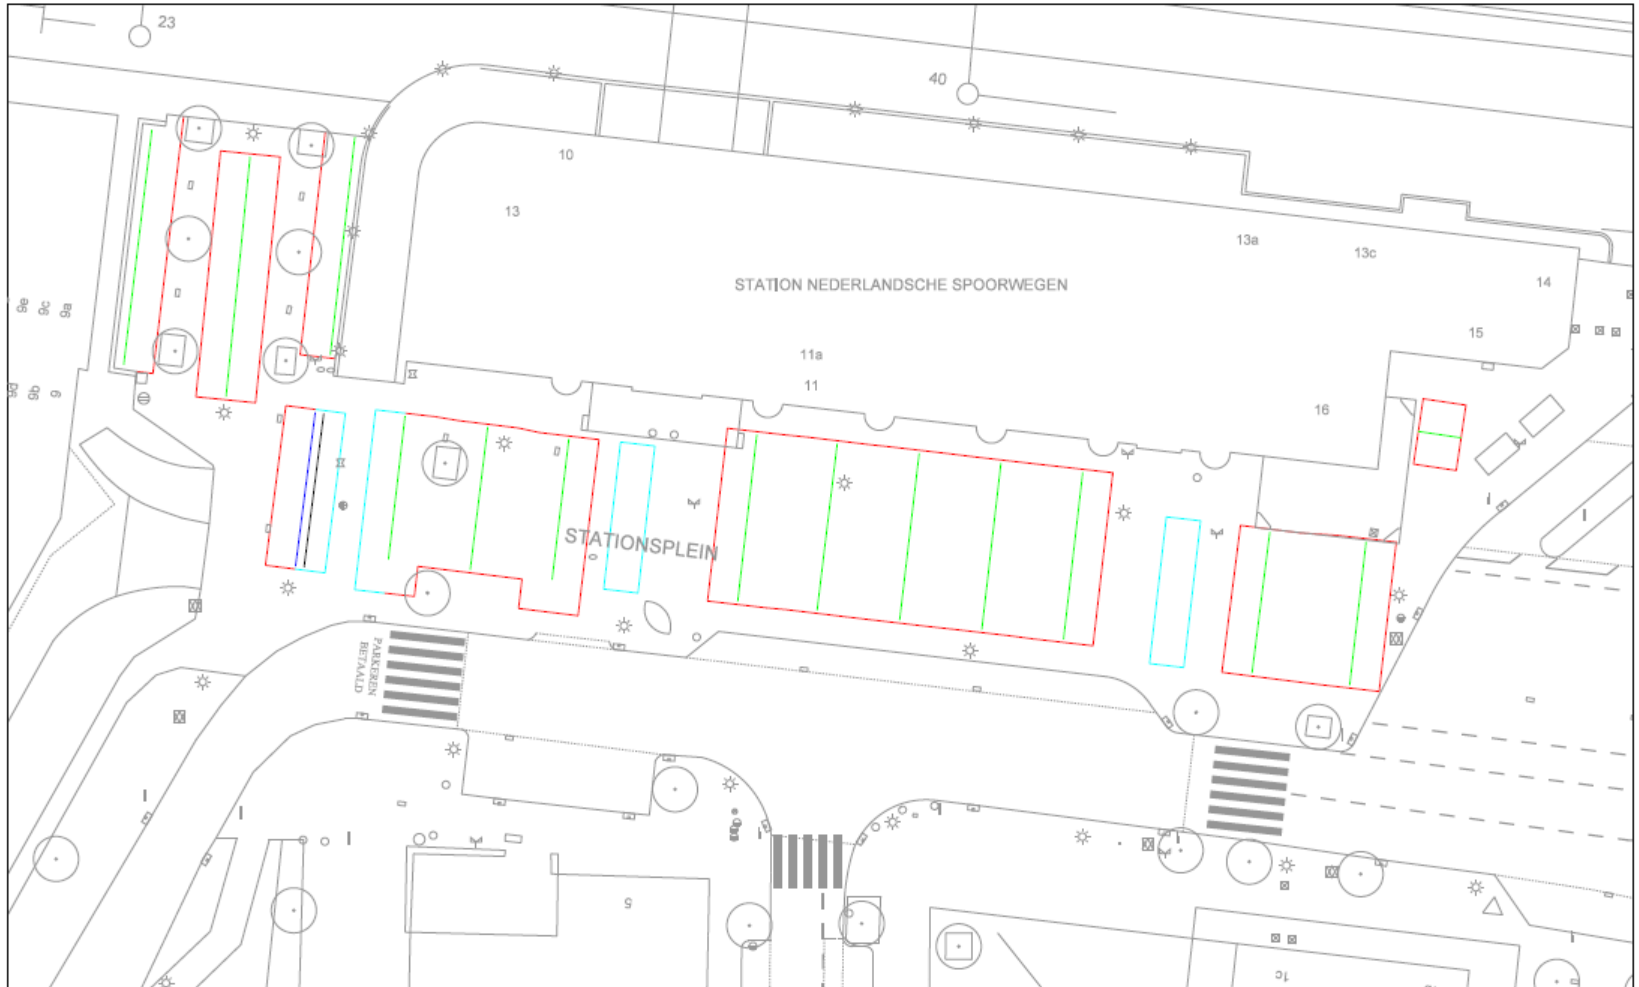 23
40
10
13
13a
13c
14
STATION NEDERLANDSCHE SPOORWEGEN
9e
9c
9a
15
11a
11
9d
9b
9
16
STATIONSPLEIN
PARKEREN
BETAALD
5
1c